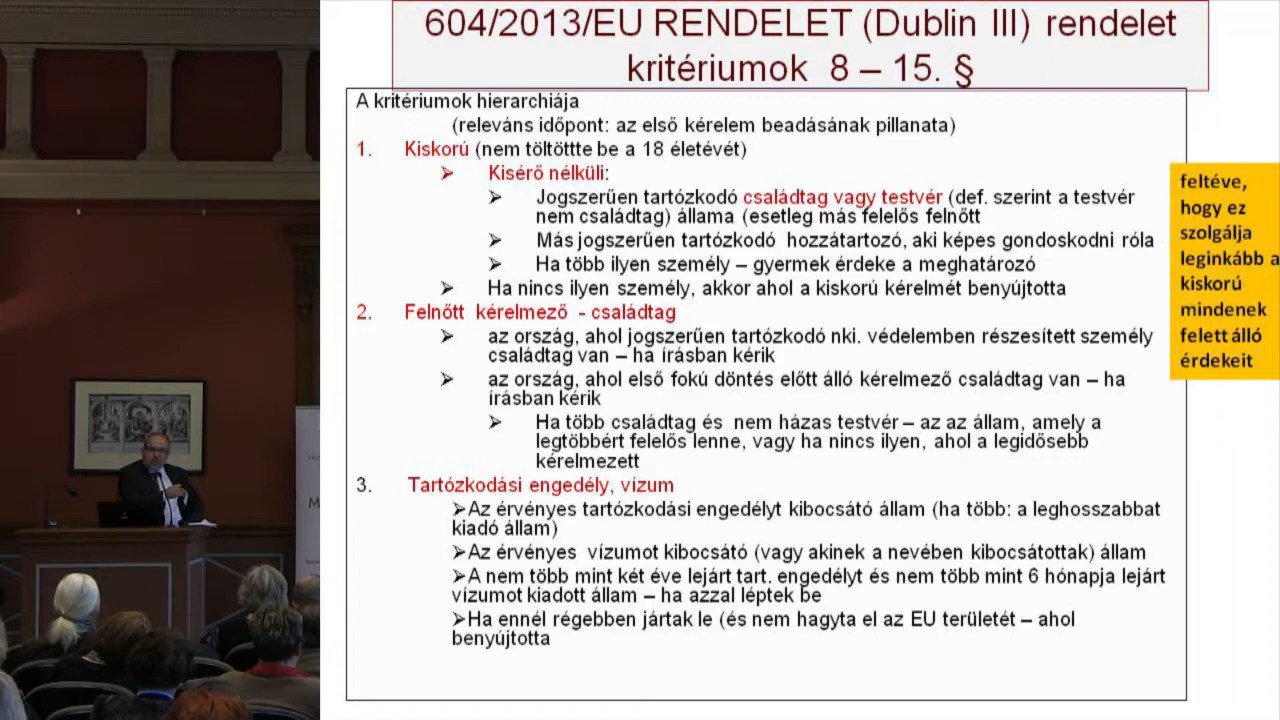 604/2013/EU RENDELET (Dublin III) rendelet
kritériumok 8 – 15. §
A kritériumok hierarchiája
(releváns időpont: az első kérelem beadásának pillanata)
1. Kiskorú (nem töltöttte be a 18 életévét)
➢ Kisérő nélküli:
➢ Jogszerűen tartózkodó családtag vagy testvér (def. szerint a testvér
nem családtag) állama (esetleg más felelős felnőtt
➢ Más jogszerűen tartózkodó hozzátartozó, aki képes gondoskodni róla
➢ Ha több ilyen személy – gyermek érdeke a meghatározó
➢ Ha nincs ilyen személy, akkor ahol a kiskorú kérelmét benyújtotta
2. Felnőtt kérelmező - családtag
➢ az ország, ahol jogszerűen tartózkodó nki. védelemben részesített személy
családtag van – ha írásban kérik
➢ az ország, ahol első fokú döntés előtt álló kérelmező családtag van – ha
írásban kérik
➢ Ha több családtag és nem házas testvér – az az állam, amely a
legtöbbért felelős lenne, vagy ha nincs ilyen, ahol a legidősebb
kérelmezett
3. Tartózkodási engedély, vízum
➢Az érvényes tartózkodási engedélyt kibocsátó állam (ha több: a leghosszabbat
kiadó állam)
➢Az érvényes vízumot kibocsátó (vagy akinek a nevében kibocsátottak) állam
➢A nem több mint két éve lejárt tart. engedélyt és nem több mint 6 hónapja lejárt
vízumot kiadott állam – ha azzal léptek be
➢Ha ennél régebben jártak le (és nem hagyta el az EU területét – ahol
benyújtotta
feltéve,
hogy ez
szolgálja
leginkább a
kiskorú
mindenek
felett álló
érdekeit